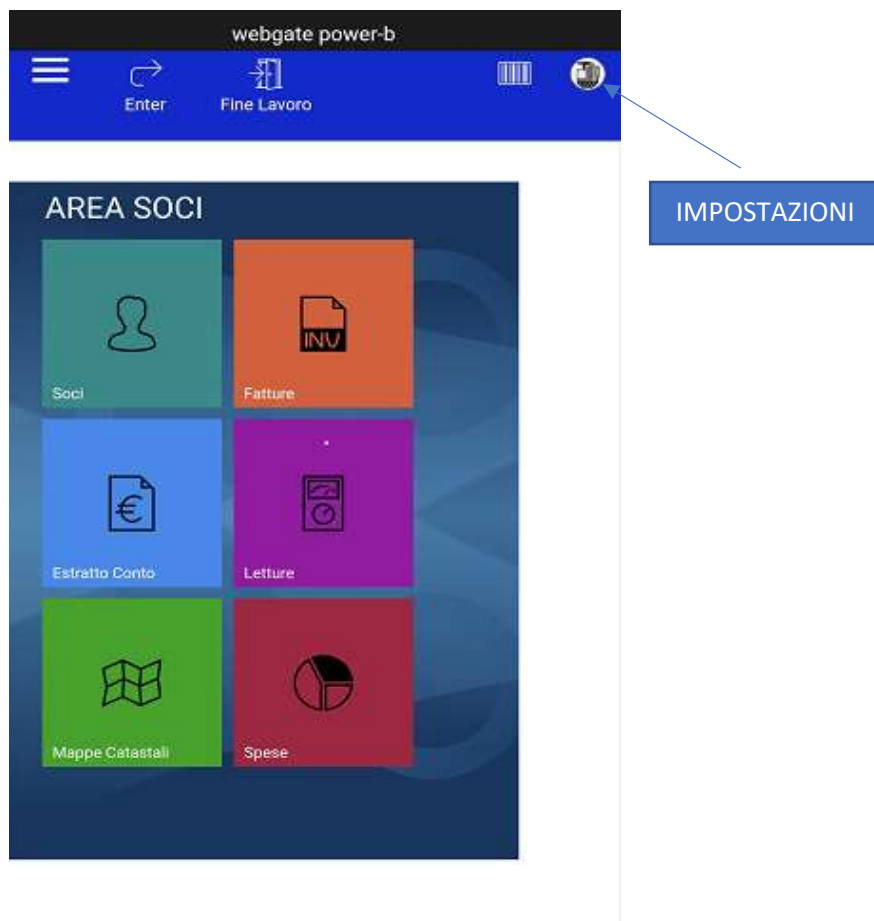 webgate power-b
Enter
Fine Lavoro
IMPOSTAZIONI
AREA SOCI
Soci
INV
Fatture
Estratto Conto
Letture
Mappe Catastali
Spese